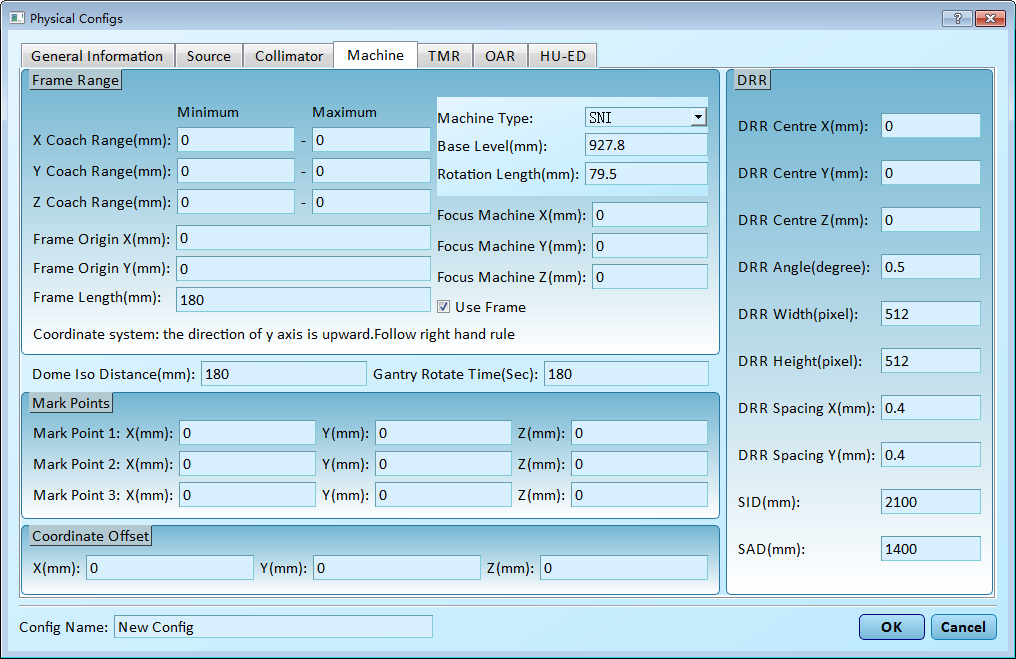 Physical Configs
?
General Information Source Collimator Machine TMR OAR HU-ED
Frame Range
Minimum Maximum
X Coach Range(mm): 0 - 0
Y Coach Range(mm): 0 - 0
Z Coach Range(mm): 0 - 0
Frame Origin X(mm): 0
Frame Origin Y(mm): 0
Frame Length(mm): 180
Machine Type: SNI
Base Level(mm): 927.8
Rotation Length(mm): 79.5
Focus Machine X(mm): 0
Focus Machine Y(mm): 0
Focus Machine Z(mm): 0
Use Frame
Coordinate system: the direction of y axis is upward.Follow right hand rule
Dome Iso Distance(mm): 180 Gantry Rotate Time(Sec): 180
Mark Points
Mark Point 1: X(mm): 0 Y(mm): 0 Z(mm): 0
Mark Point 2: X(mm): 0 Y(mm): 0 Z(mm): 0
Mark Point 3: X(mm): 0 Y(mm): 0 Z(mm): 0
Coordinate Offset
X(mm): 0 Y(mm): 0 Z(mm): 0
DRR
DRR Centre X(mm): 0
DRR Centre Y(mm): 0
DRR Centre Z(mm): 0
DRR Angle(degree): 0.5
DRR Width(pixel): 512
DRR Height(pixel): 512
DRR Spacing X(mm): 0.4
DRR Spacing Y(mm): 0.4
SID(mm): 2100
SAD(mm): 1400
Config Name: New Config
OK Cancel